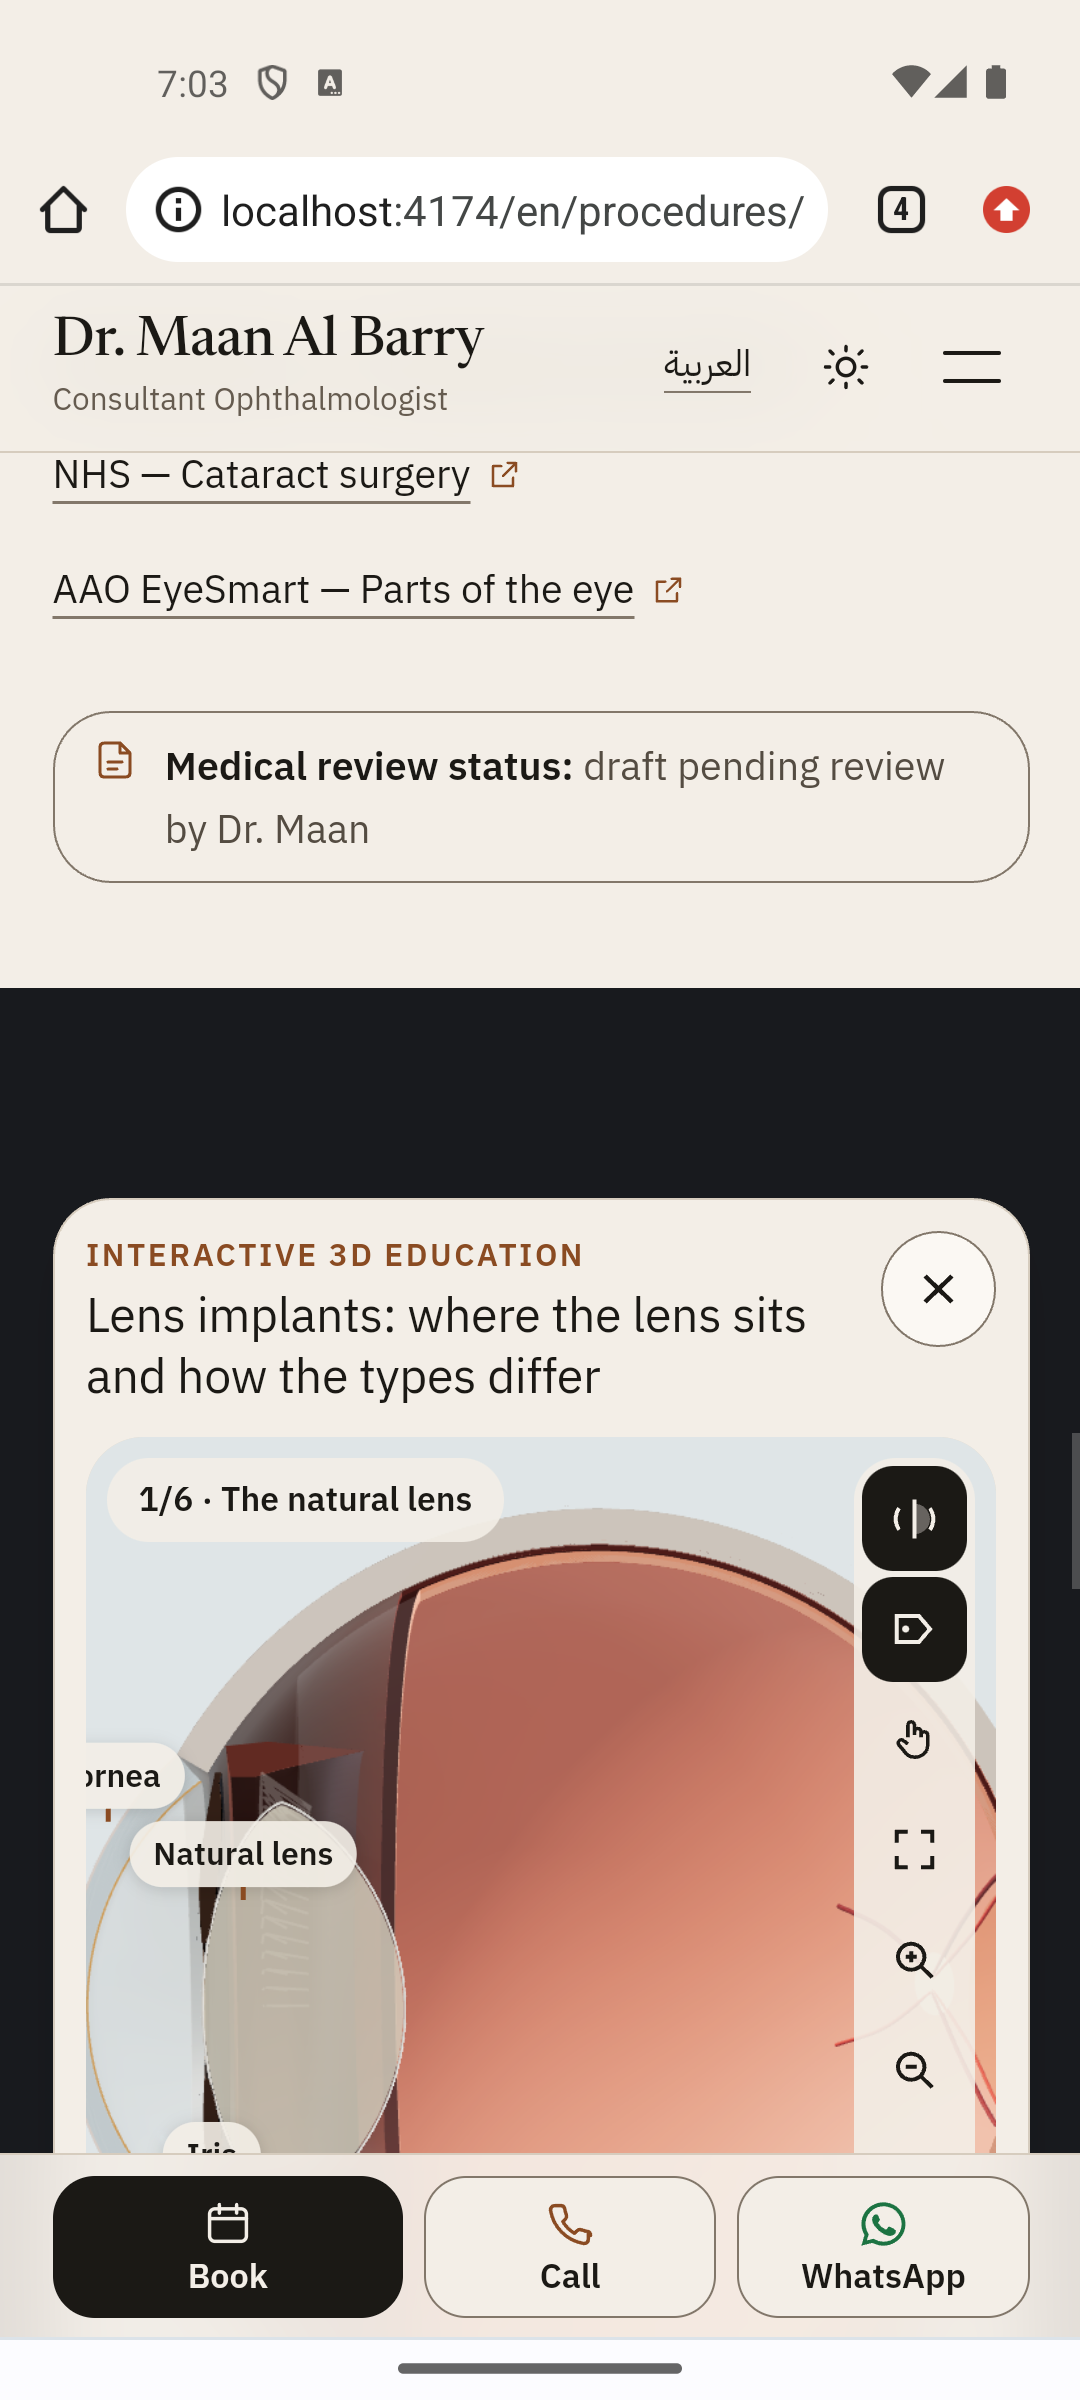 7:03
localhost:4174/en/procedures/
4
Dr. Maan Al Barry
Consultant Ophthalmologist
العربية
NHS — Cataract surgery
AAO EyeSmart — Parts of the eye
Medical review status: draft pending review
by Dr. Maan
INTERACTIVE 3D EDUCATION
Lens implants: where the lens sits
and how the types differ
1/6 · The natural lens
ornea
Natural lens
Iris
Book
Call
WhatsApp